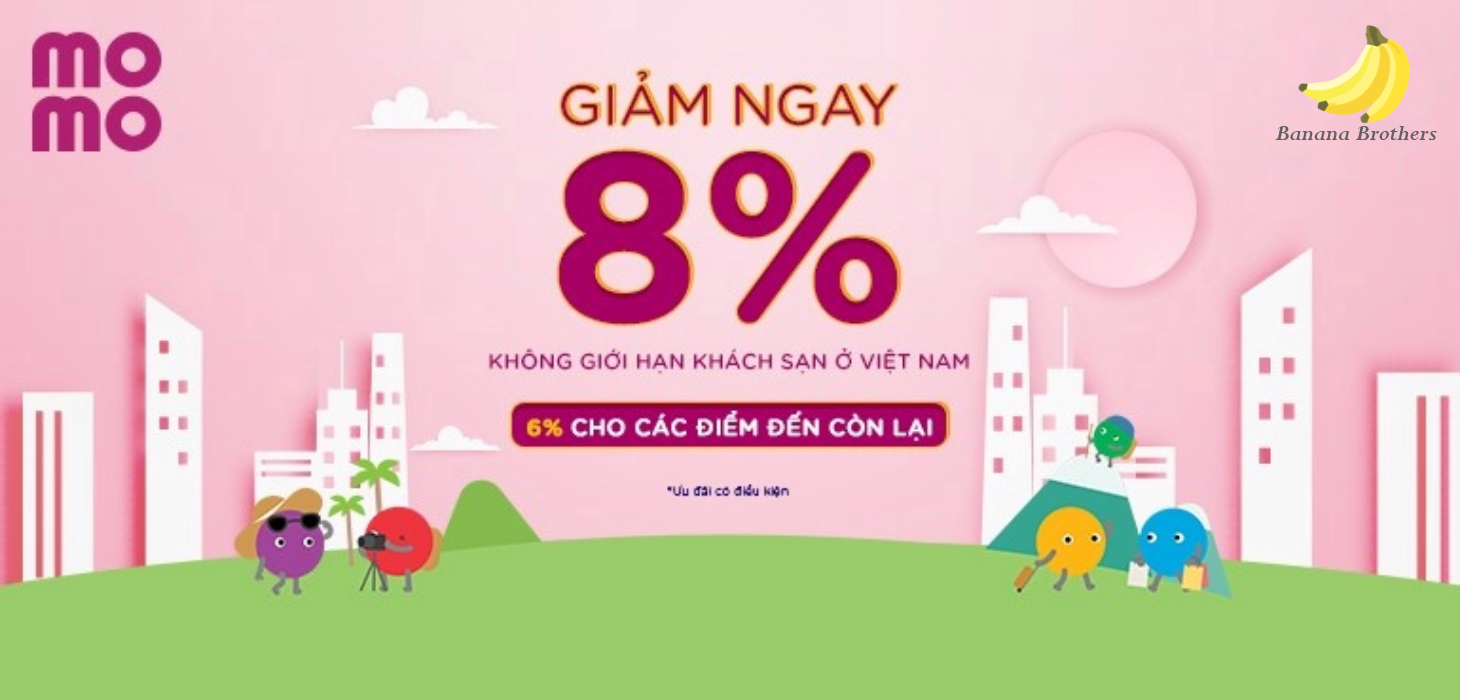 mo
mo
Banana Brothers
GIẢM NGAY
8%
KHÔNG GIỚI HẠN KHÁCH SẠN Ở VIỆT NAM
6% CHO CÁC ĐIỂM ĐẾN CÒN LẠI
*Ưu đãi có điều kiện